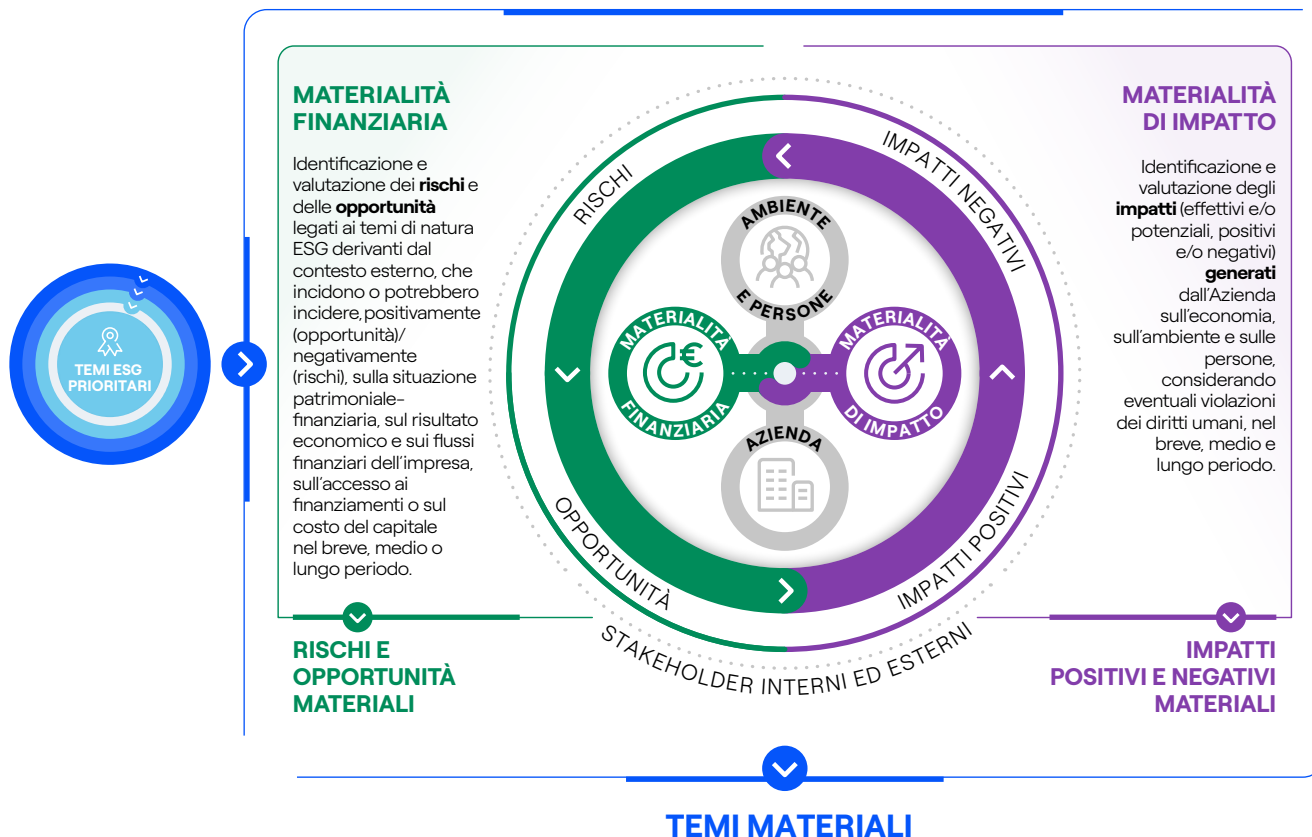 TEMI ESG
PRIORITARI
MATERIALITÀ
FINANZIARIA
Identificazione e
valutazione dei rischi e
delle opportunità
legati ai temi di natura
ESG derivanti dal
contesto esterno, che
incidono o potrebbero
incidere, positivamente
(opportunità)/
negativamente
(rischi), sulla situazione
patrimoniale-
finanziaria, sul risultato
economico e sui flussi
finanziari dell'impresa,
sull'accesso ai
finanziamenti o sul
costo del capitale
nel breve, medio o
lungo periodo.
RISCHI E
OPPORTUNITÀ
MATERIALI
RISCHI
OPPORTUNITÀ
IMPATTI NEGATIVI
IMPATTI POSITIVI
AMBIENTE
E PERSONE
MATERIALITÀ
FINANZIARIA
€
MATERIALITÀ
DI IMPATTO
AZIENDA
STAKEHOLDER INTERNI ED ESTERNI
MATERIALITÀ
DI IMPATTO
Identificazione e
valutazione degli
impatti (effettivi e/o
potenziali, positivi
e/o negativi)
generati
dall'Azienda
sull'economia,
sull'ambiente e sulle
persone,
considerando
eventuali violazioni
dei diritti umani, nel
breve, medio e
lungo periodo.
IMPATTI
POSITIVI E NEGATIVI
MATERIALI
TEMI MATERIALI